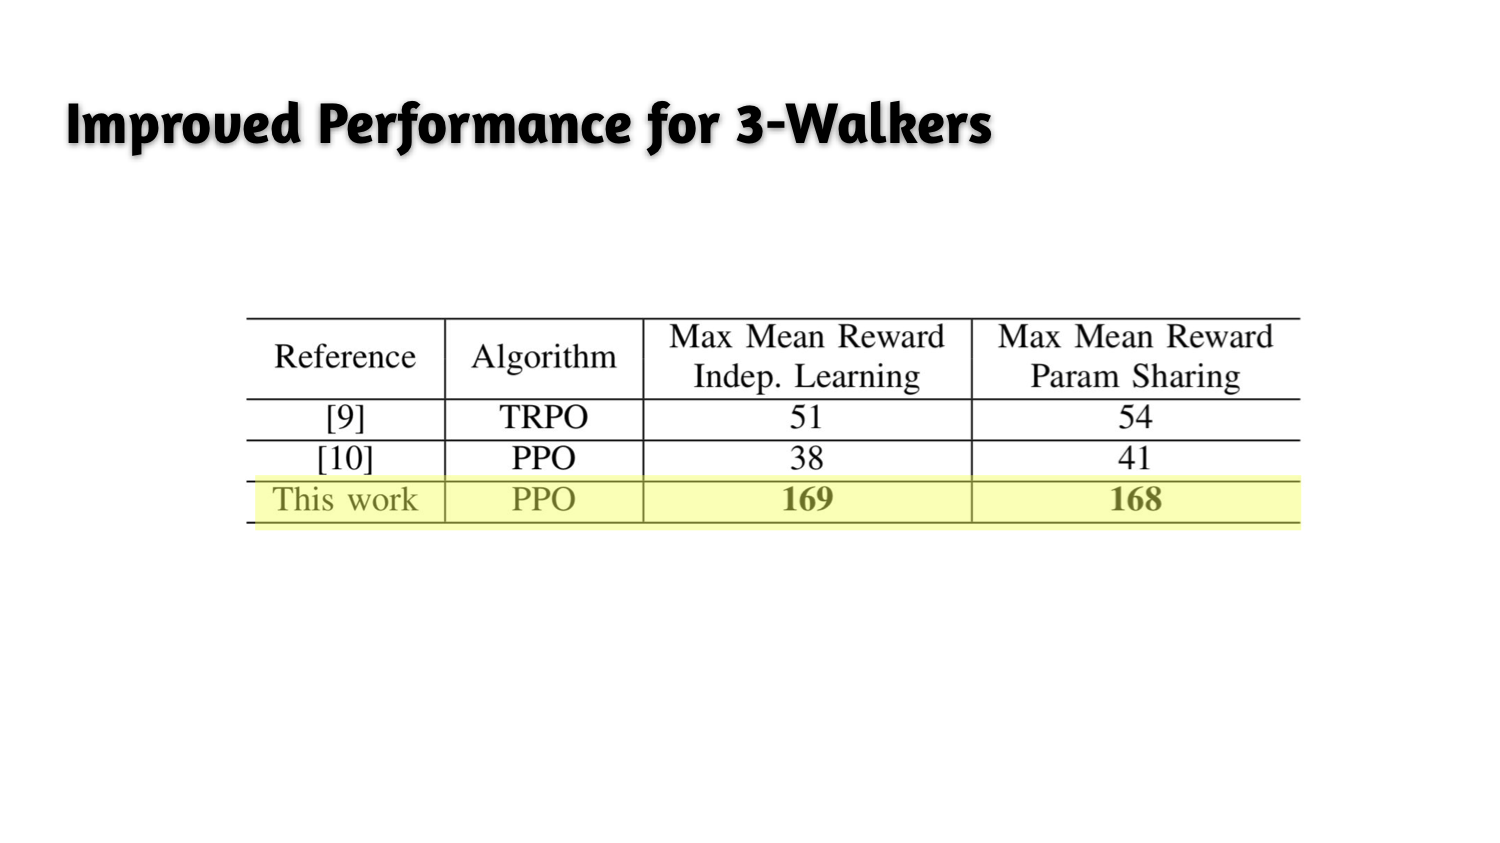 Improved Performance for 3-Walkers
Reference Algorithm Max Mean Reward Indep. Learning Max Mean Reward Param Sharing
[9] TRPO 51 54
[10] PPO 38 41
This work PPO 169 168